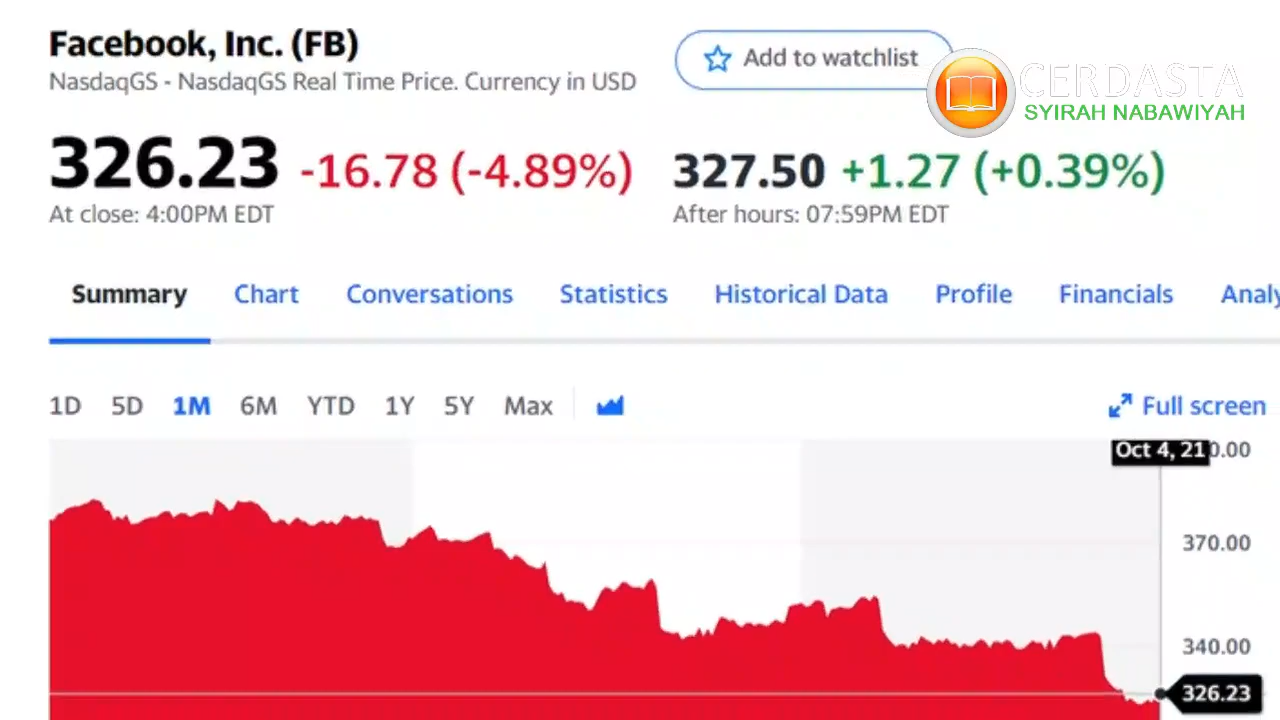 Facebook, Inc. (FB)
NasdaqGS - NasdaqGS Real Time Price. Currency in USD
Add to watchlist
CERDASTA
SYIRAH NABAWIYAH
326.23 -16.78 (-4.89%)
At close: 4:00PM EDT
327.50 +1.27 (+0.39%)
After hours: 07:59PM EDT
Summary Chart Conversations Statistics Historical Data Profile Financials Analy
1D 5D 1M 6M YTD 1Y 5Y Max
Full screen
Oct 4, 21
0.00
370.00
340.00
326.23